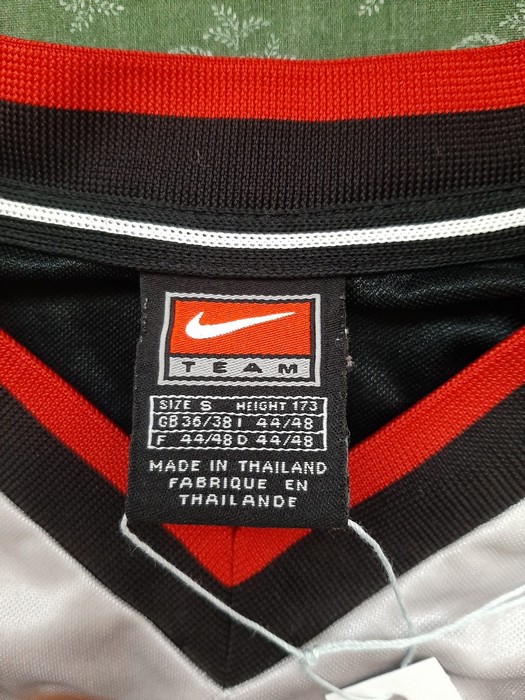 TEAM
SIZE S HEIGHT 173
GB 36/38 I 44/48
F 44/48 D 44/48
MADE IN THAILAND
FABRIQUE EN
THAILANDE